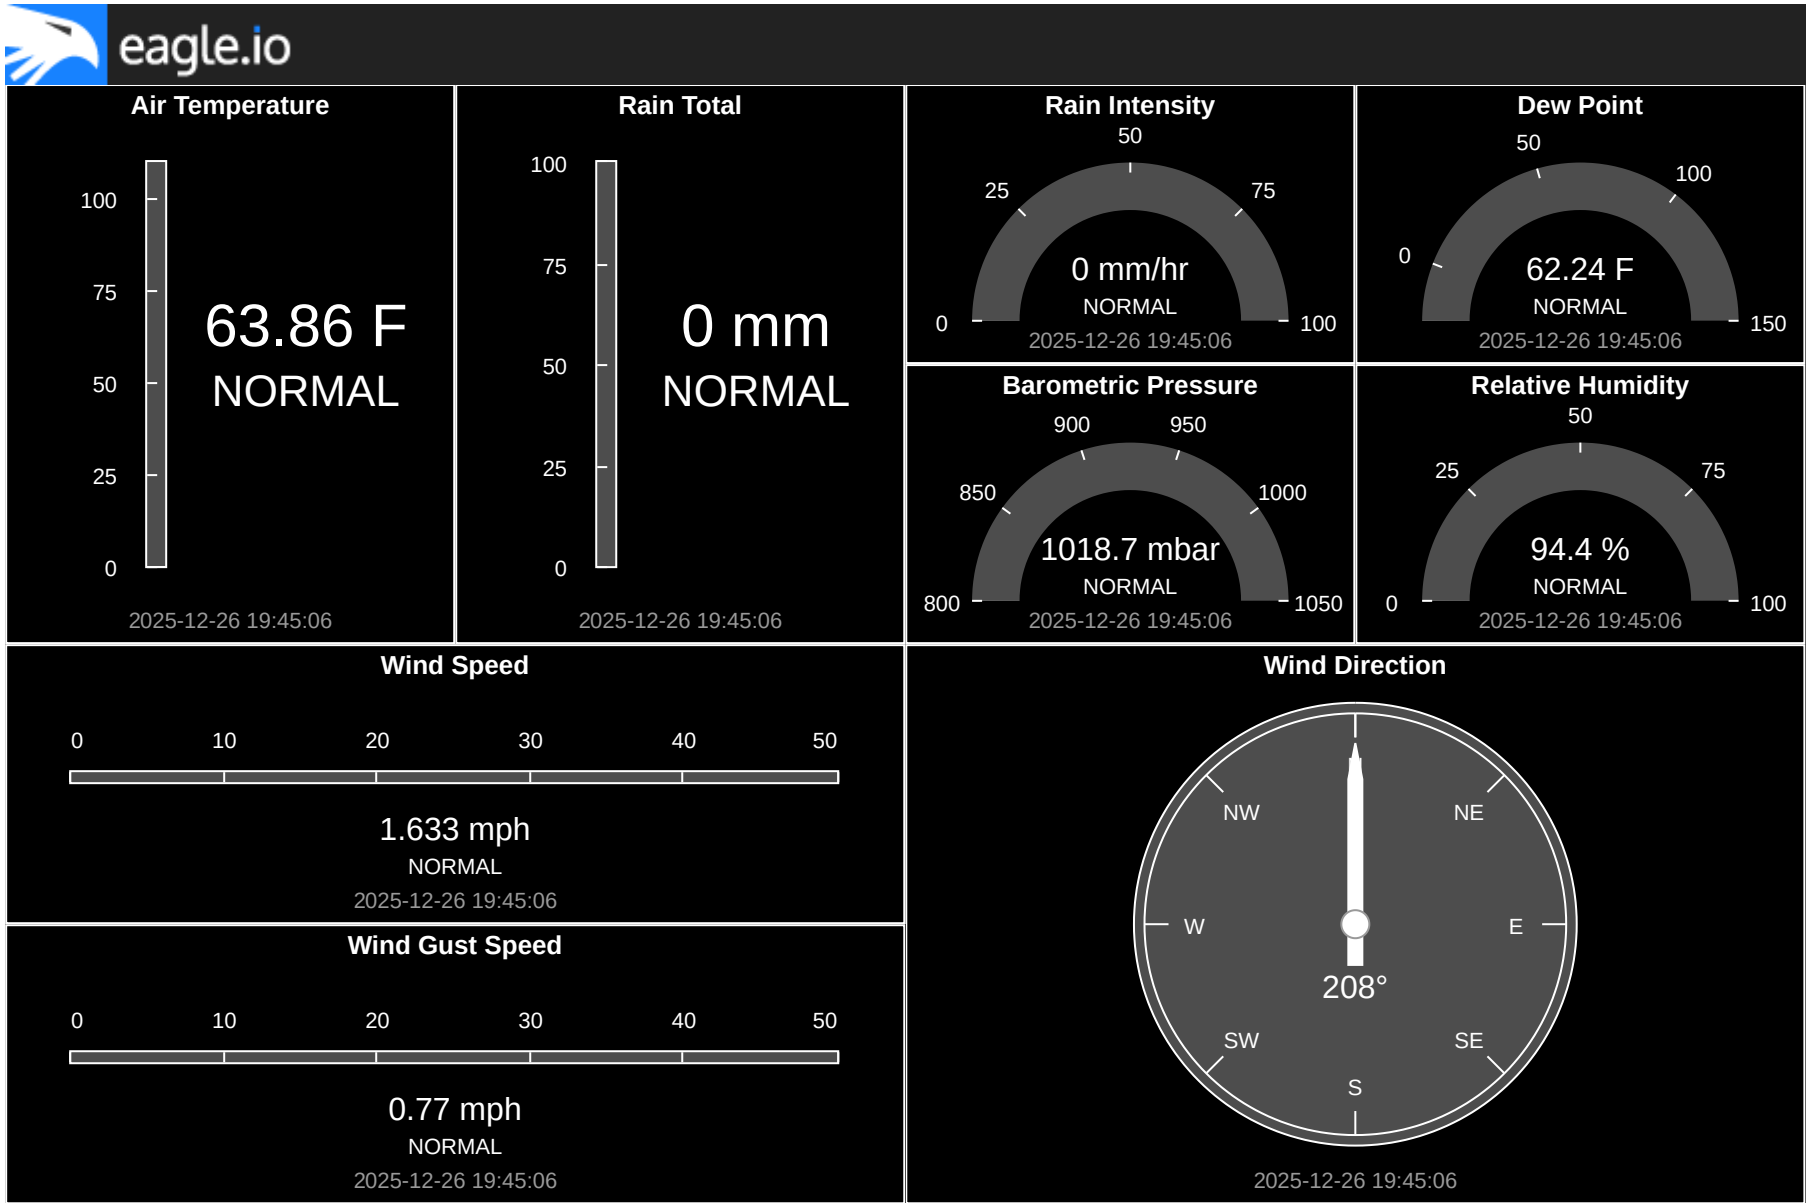 eagle.io
Air Temperature
100
75
50
25
0
63.86 F
NORMAL
2025-12-26 19:45:06
Rain Total
100
75
50
25
0
0 mm
NORMAL
2025-12-26 19:45:06
Rain Intensity
50
25
75
0
100
0 mm/hr
NORMAL
2025-12-26 19:45:06
Dew Point
50
100
0
150
62.24 F
NORMAL
2025-12-26 19:45:06
Barometric Pressure
900
950
850
1000
800
1050
1018.7 mbar
NORMAL
2025-12-26 19:45:06
Relative Humidity
50
25
75
0
100
94.4 %
NORMAL
2025-12-26 19:45:06
Wind Speed
0 10 20 30 40 50
1.633 mph
NORMAL
2025-12-26 19:45:06
Wind Gust Speed
0 10 20 30 40 50
0.77 mph
NORMAL
2025-12-26 19:45:06
Wind Direction
NW NE
W E
208°
SW SE
S
2025-12-26 19:45:06